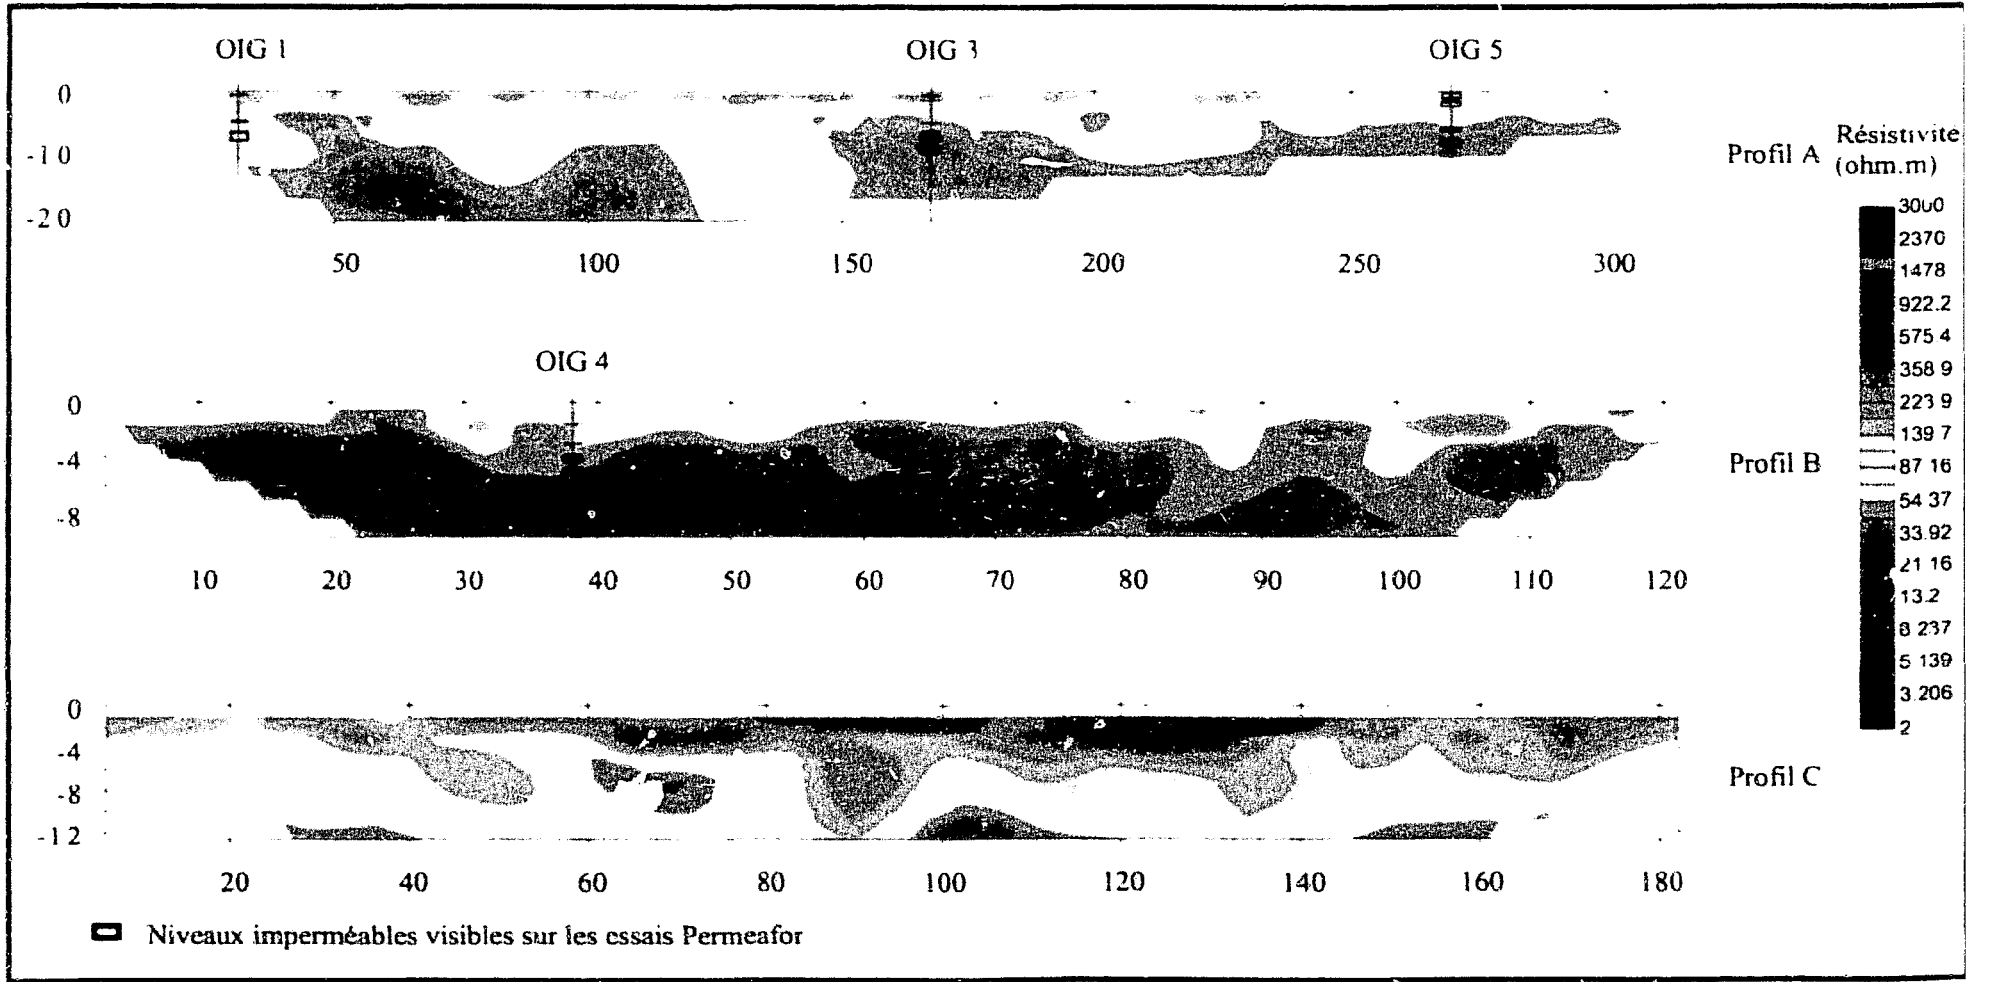 OIG 1 OIG 3 OIG 5
0
-10
-20
50 100 150 200 250 300
Profil A
Résistivite
(ohm.m)
3000
2370
1478
922.2
575 4
358 9
223 9
139 7
87 16
54 37
33.92
21 16
13.2
8 237
5 139
3.206
2
OIG 4
0
-4
-8
10 20 30 40 50 60 70 80 90 100 110 120
Profil B
0
-4
-8
-12
20 40 60 80 100 120 140 160 180
Profil C
Niveaux imperméables visibles sur les essais Permeafor